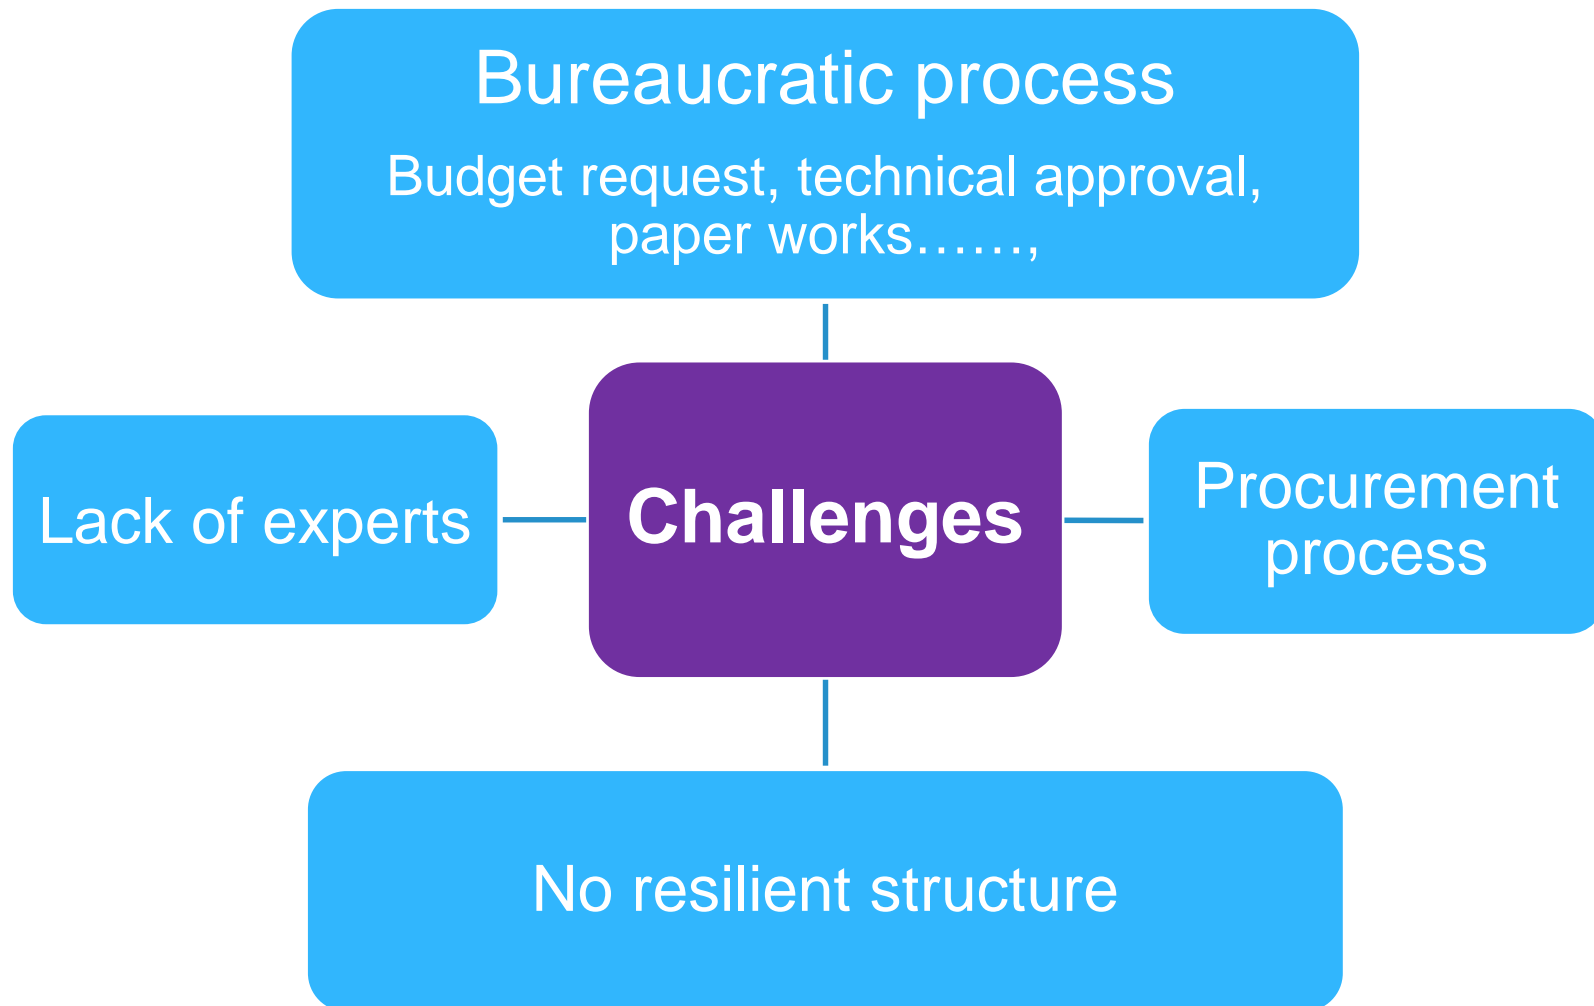 Bureaucratic process
Budget request, technical approval,
paper works……,
Lack of experts
Challenges
Procurement
process
No resilient structure